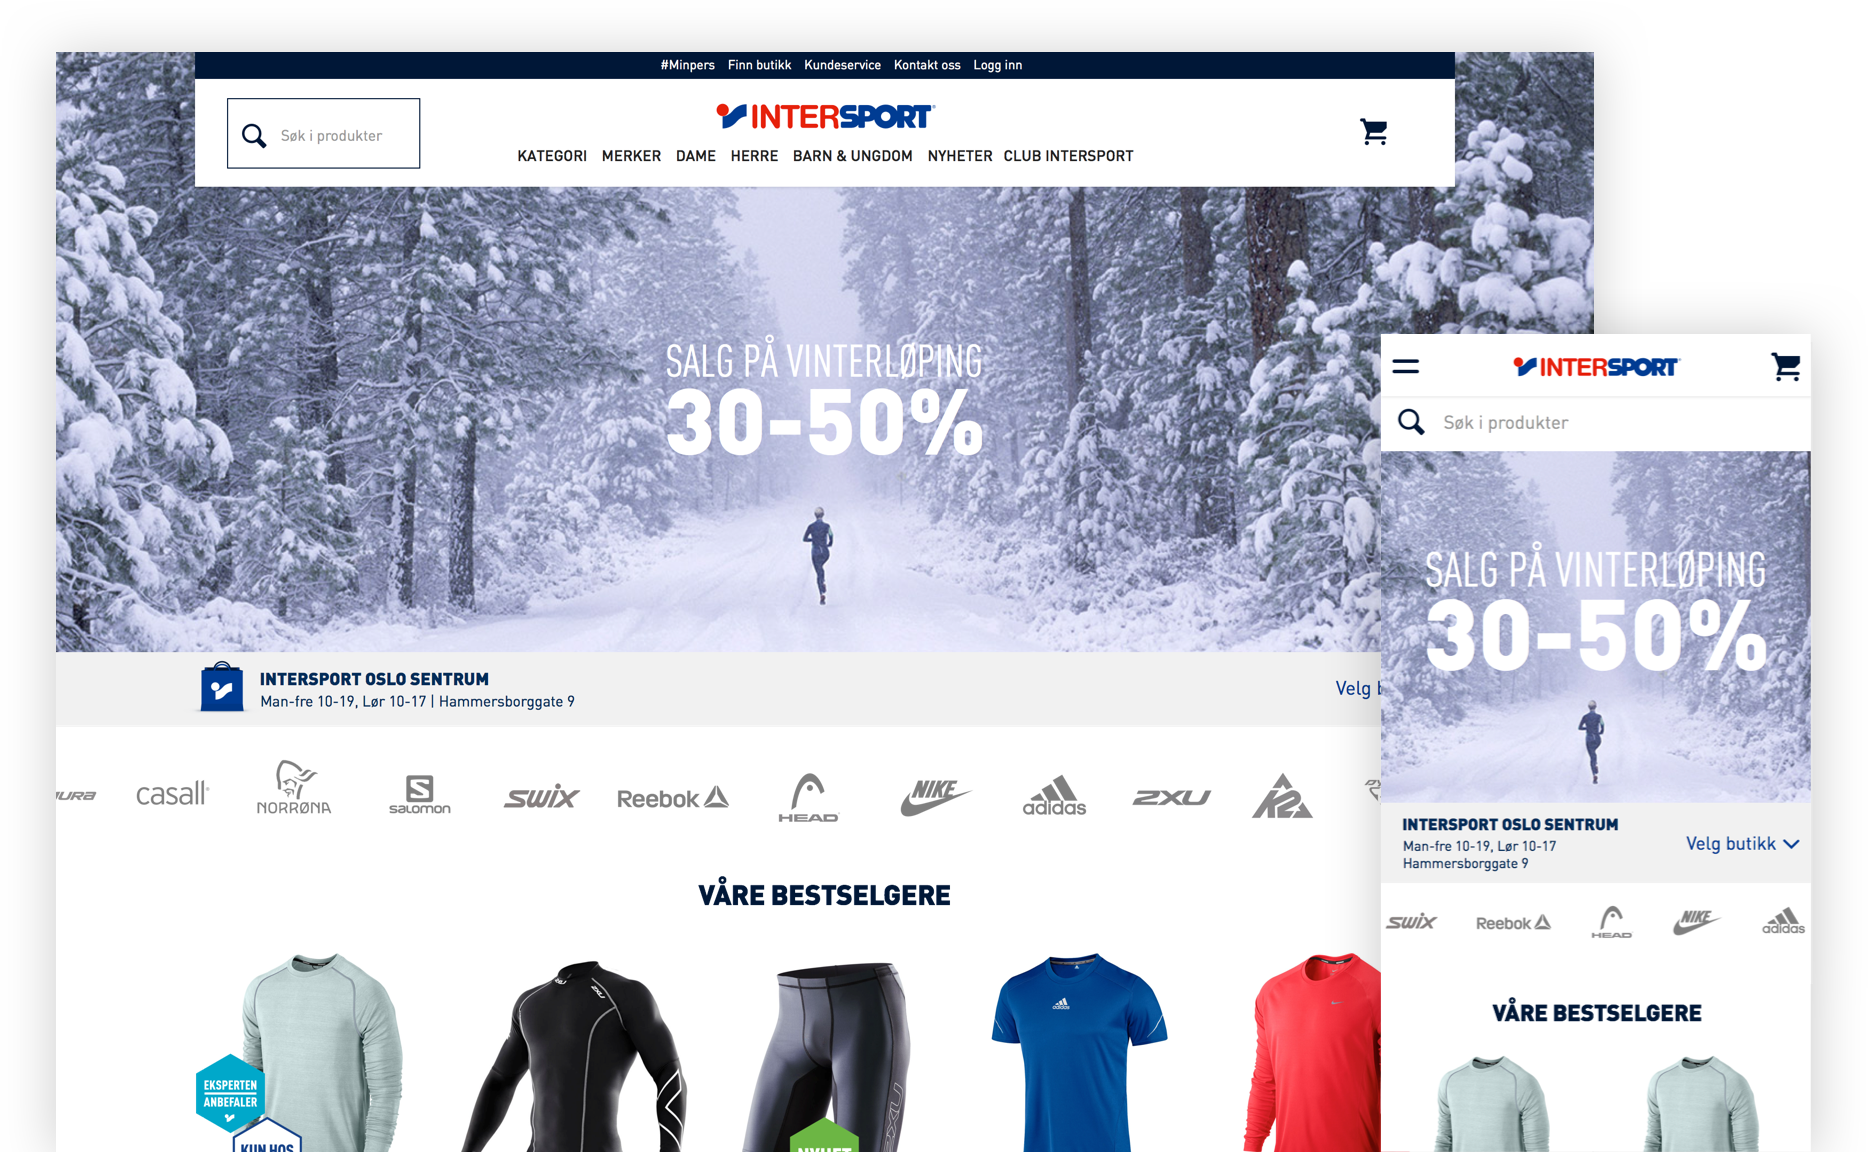 #Minpers Finn butikk Kundeservice Kontakt oss Logg inn
Søk i produkter
INTERSPORT
KATEGORI MERKER DAME HERRE BARN & UNGDOM NYHETER CLUB INTERSPORT
SALG PÅ VINTERLØPING
30-50%
INTERSPORT OSLO SENTRUM
Man-fre 10-19, Lør 10-17 | Hammersborggate 9
Velg
casall NORRØNA salomon SWIX Reebok HEAD NIKE adidas 2XU K2
VÅRE BESTSELGERE
2XU
adidas
2XU
EKSPERTEN
ANBEFALER
KUN HOS
NYHET
INTERSPORT
Søk i produkter
SALG PÅ VINTERLØPING
30-50%
INTERSPORT OSLO SENTRUM
Man-fre 10-19, Lør 10-17
Hammersborggate 9
Velg butikk
SWIX Reebok HEAD NIKE adidas
VÅRE BESTSELGERE